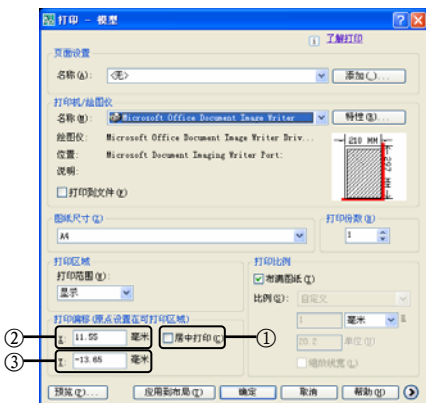 打印 - 模型
了解打印
页面设置
名称(A): <无> 添加(.)...
打印机/绘图仪
名称(M): Microsoft Office Document Image Writer 特性(R)...
绘图仪: Microsoft Office Document Image Writer Driv...
位置: Microsoft Document Imaging Writer Port:
说明:
打印到文件(F)
210 MM
297 MM
图纸尺寸(Z)
A4
打印份数(B)
1
打印区域
打印范围(W):
显示
打印比例
布满图纸(I)
比例(S): 自定义
1 毫米 =
20.2 单位(U)
缩放线宽(L)
打印偏移(原点设置在可打印区域)
② X: 11.55 毫米 居中打印(C) ①
③ Y: -13.65 毫米
预览(P)... 应用到布局(T) 确定 取消 帮助(H)